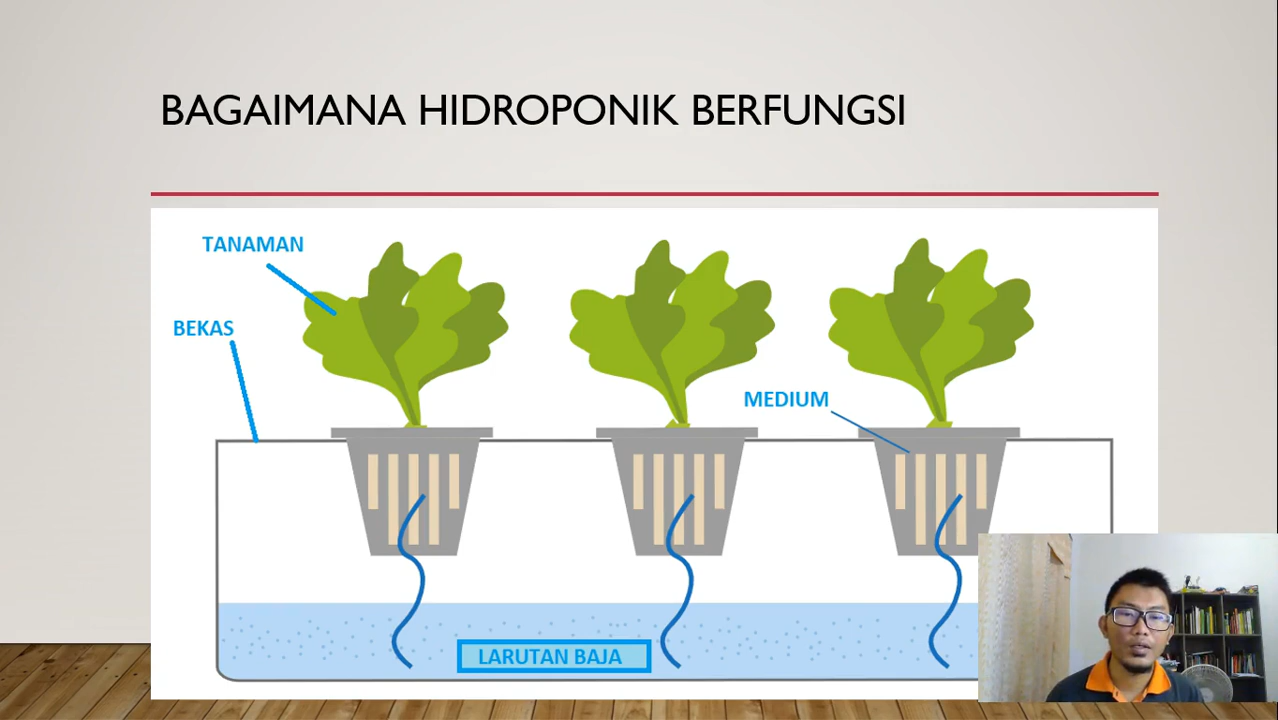 BAGAIMANA HIDROPONIK BERFUNGSI
TANAMAN
BEKAS
MEDIUM
LARUTAN BAJA